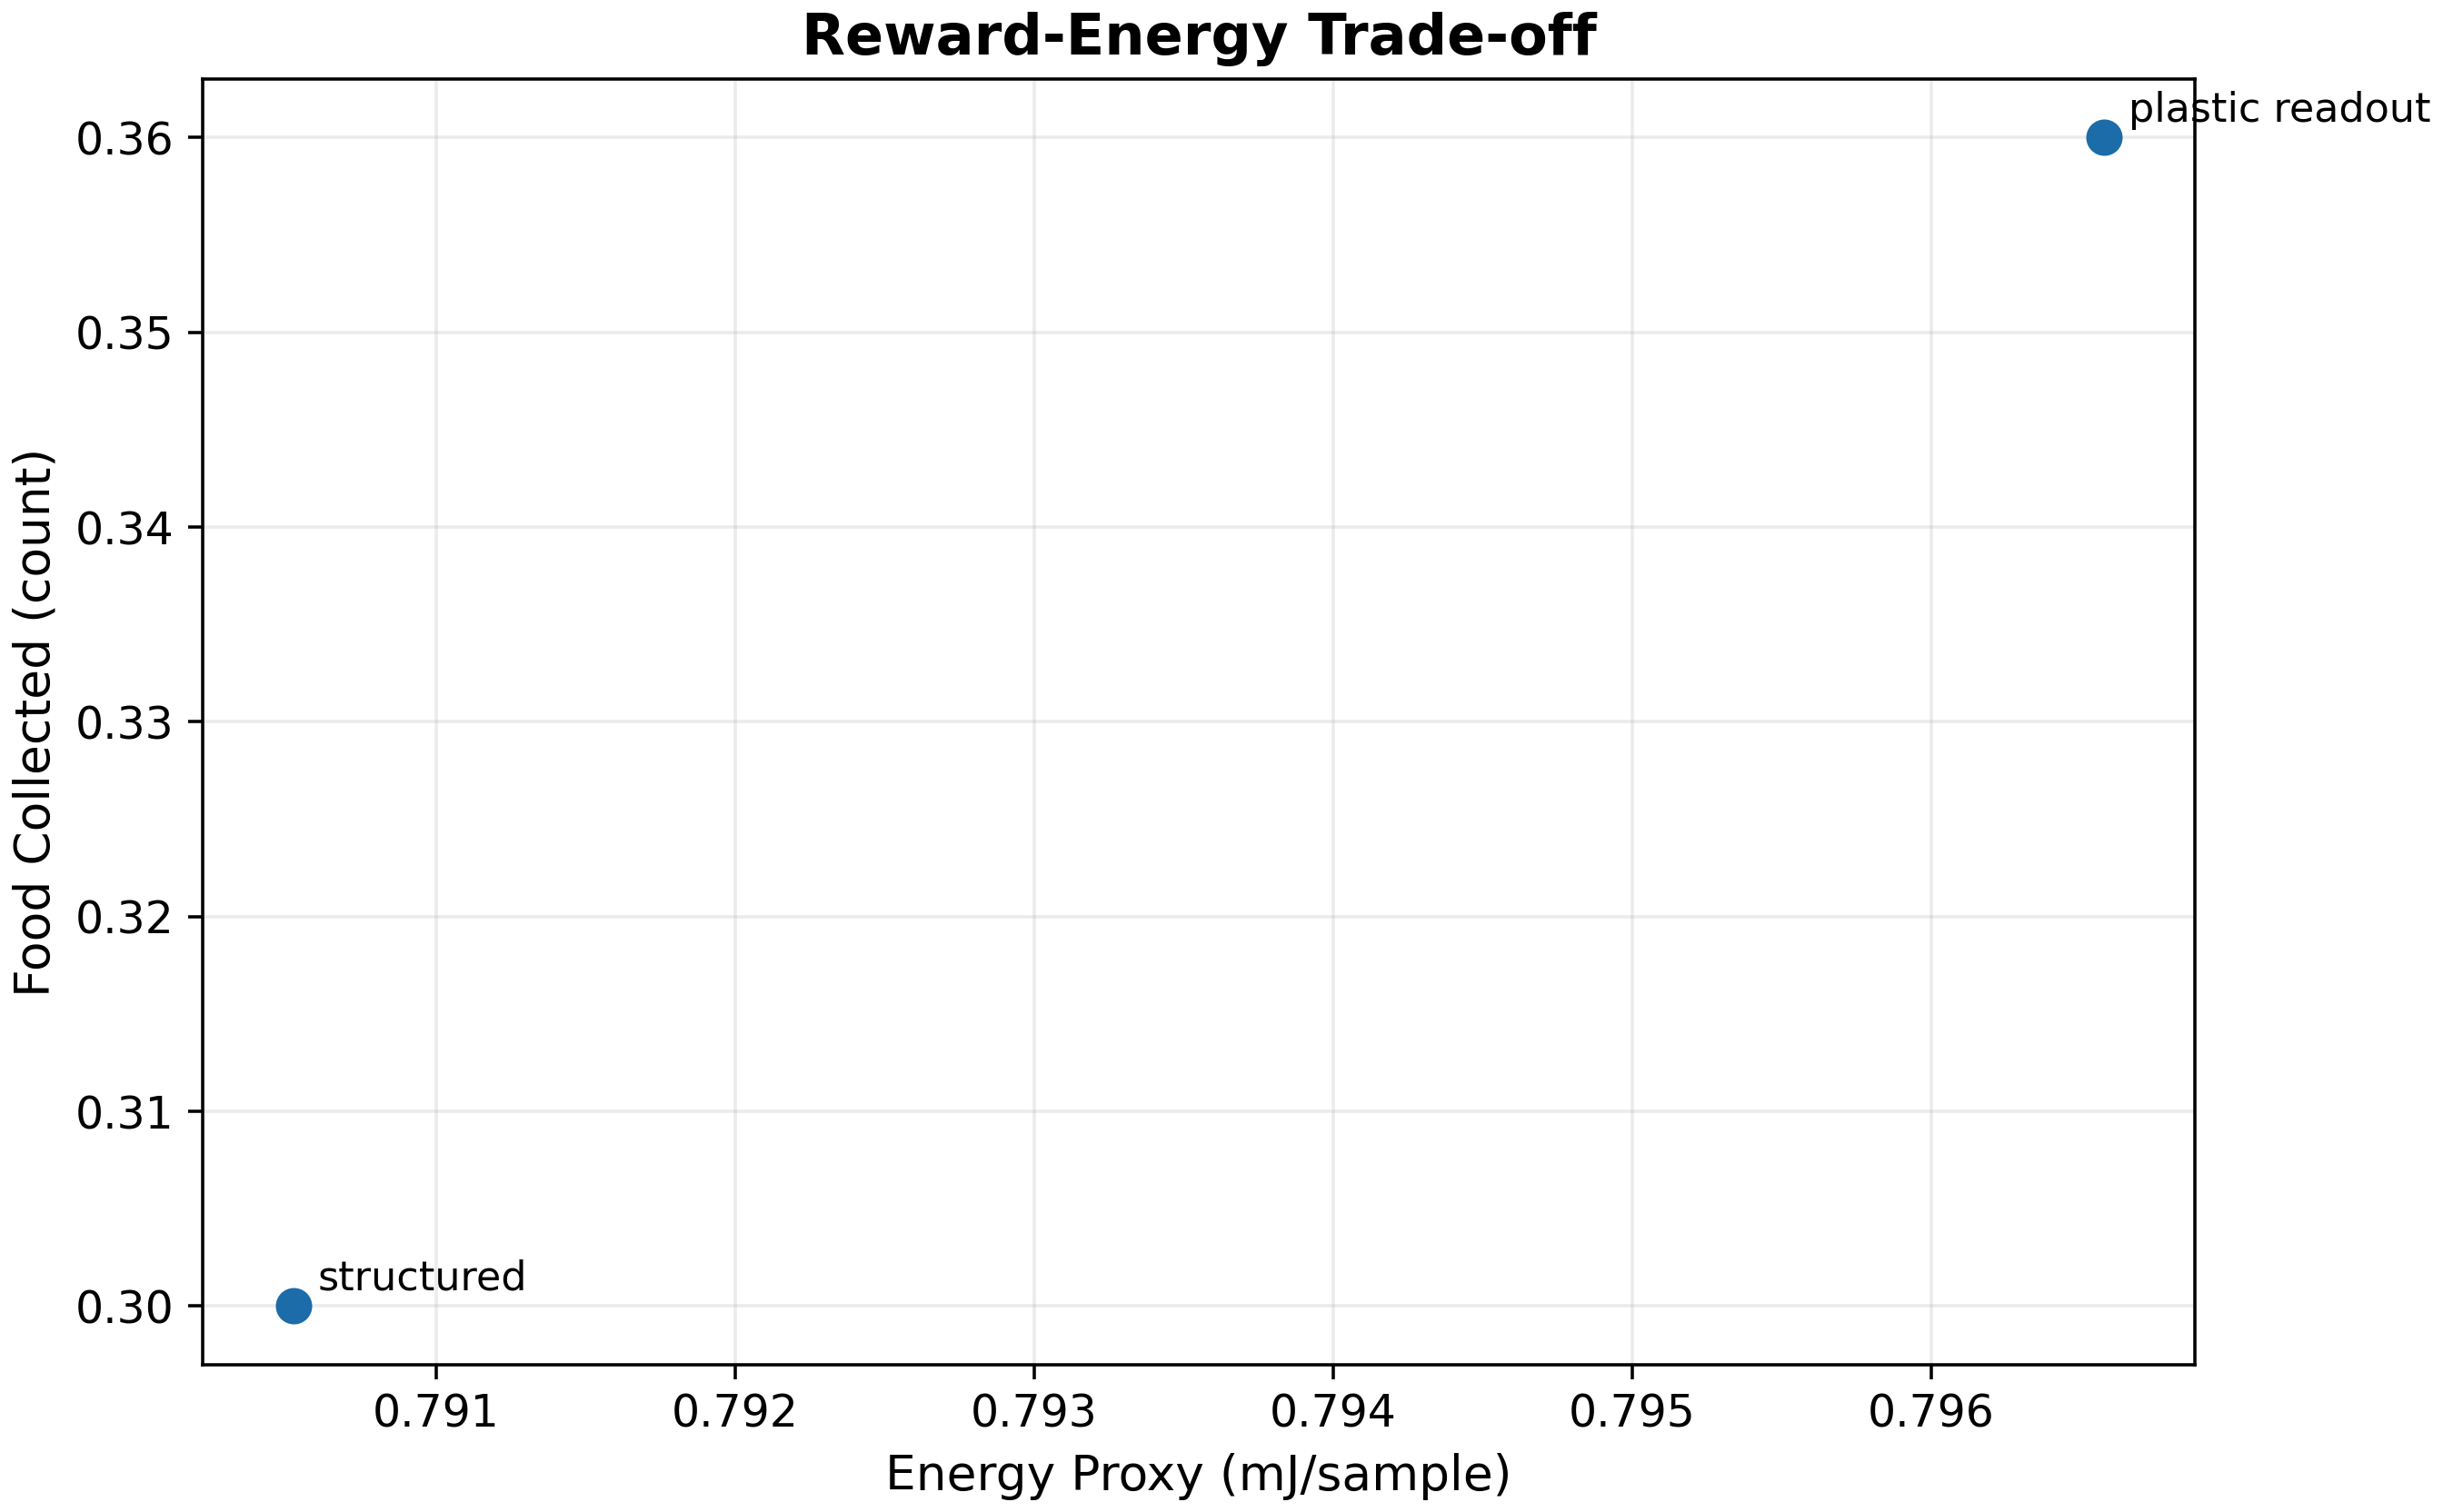 Reward-Energy Trade-off
plastic readout
0.36
0.35
0.34
0.33
0.32
0.31
0.30
Food Collected (count)
structured
0.791 0.792 0.793 0.794 0.795 0.796
Energy Proxy (mJ/sample)